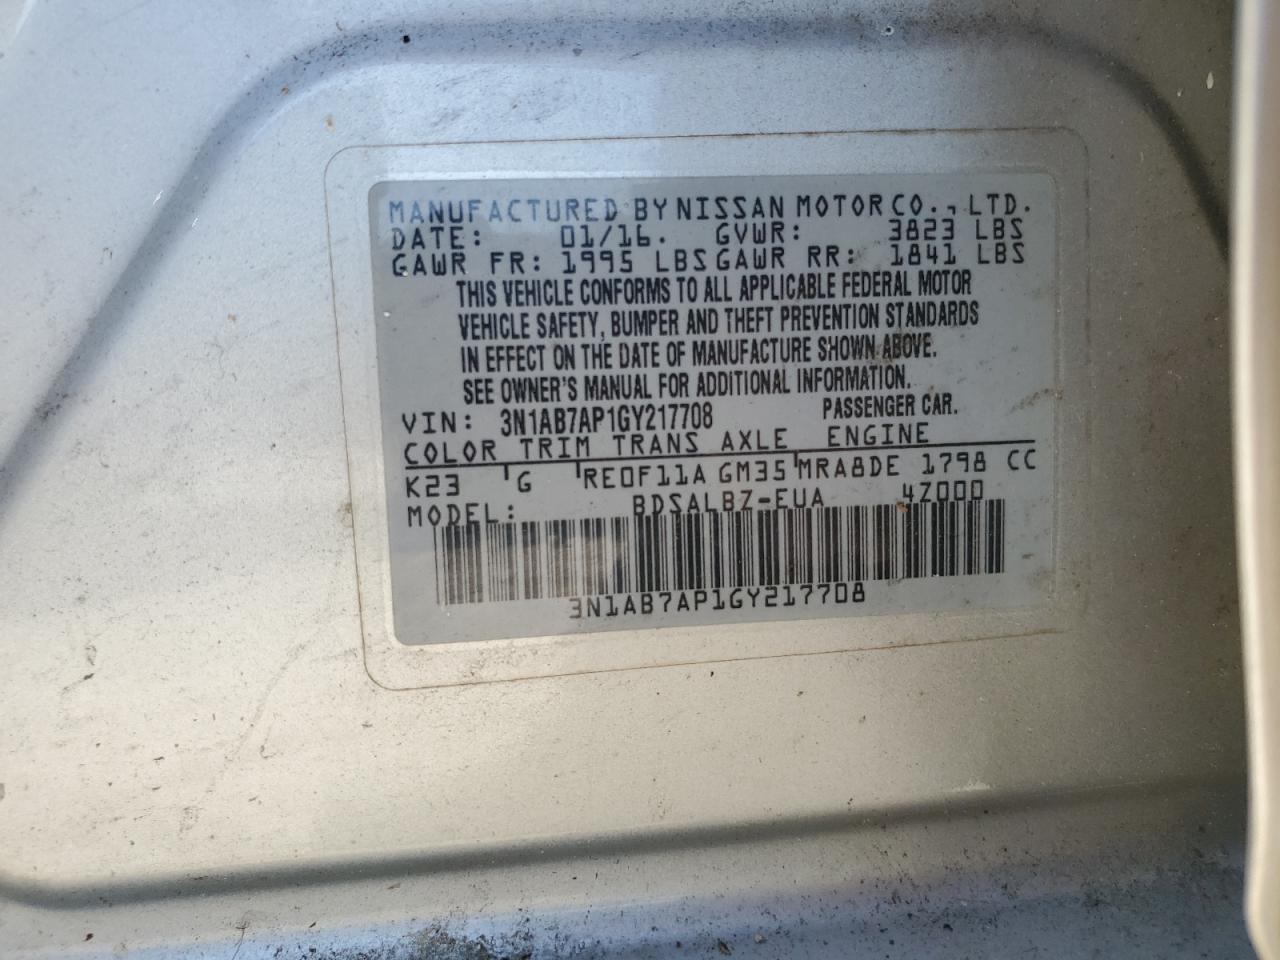 MANUFACTURED BY NISSAN MOTOR CO., LTD.
DATE: 01/16. GVWR: 3823 LBS
GAWR FR: 1995 LBS GAWR RR: 1841 LBS
THIS VEHICLE CONFORMS TO ALL APPLICABLE FEDERAL MOTOR
VEHICLE SAFETY, BUMPER AND THEFT PREVENTION STANDARDS
IN EFFECT ON THE DATE OF MANUFACTURE SHOWN ABOVE.
SEE OWNER'S MANUAL FOR ADDITIONAL INFORMATION.
VIN: 3N1AB7AP1GY217708 PASSENGER CAR.
COLOR TRIM TRANS AXLE ENGINE
K23 G RE0F11A GM35 MRA8DE 1798 CC
MODEL: BDSALBZ-EUA 4Z000
3N1AB7AP1GY217708